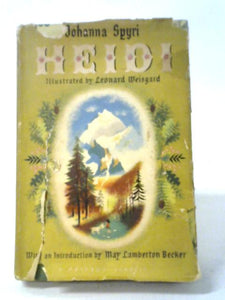 Johanna Spyri
HEIDI
Illustrated by Leonard Weisgard
With an Introduction by May Lamberton Becker